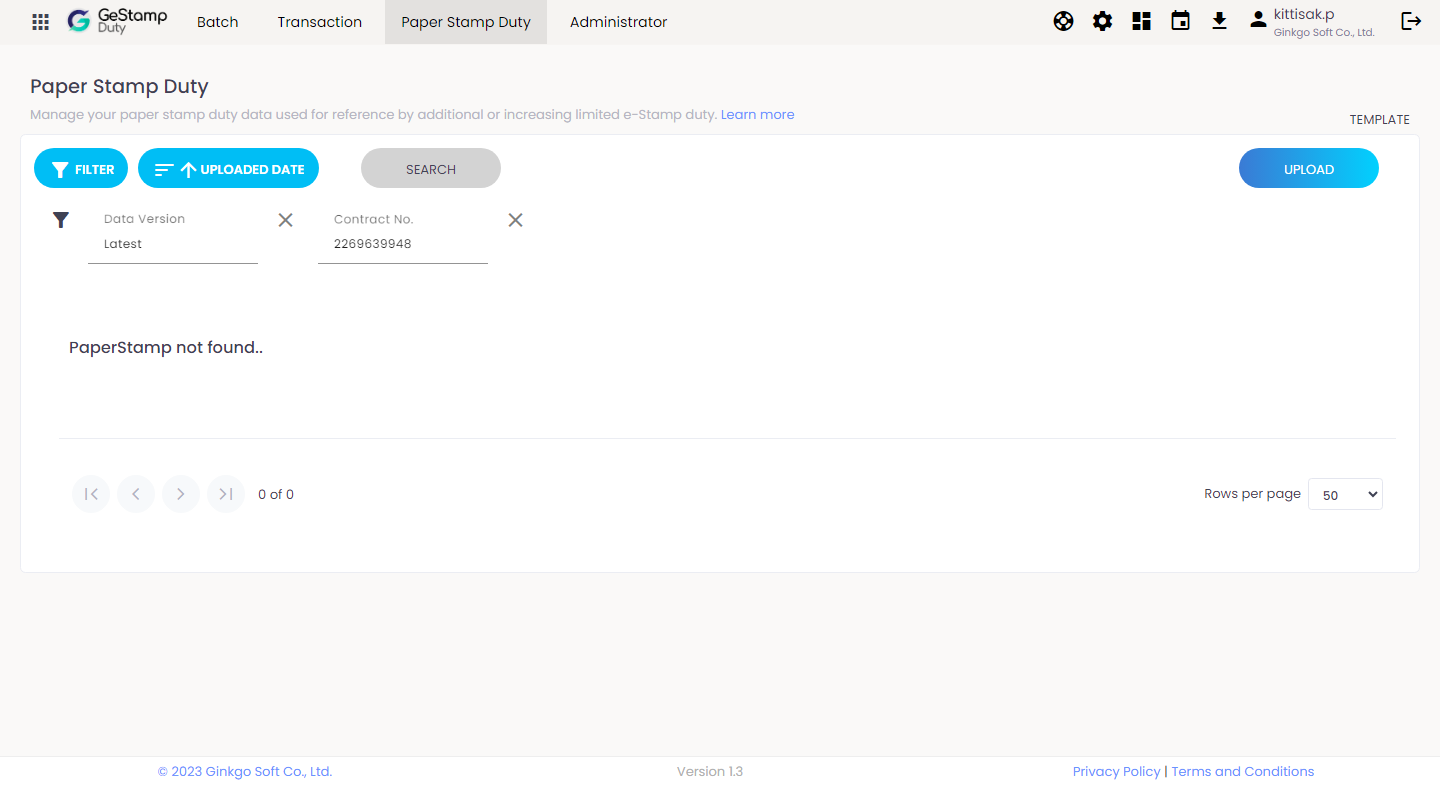 GeStamp
Duty
Batch
Transaction
Paper Stamp Duty
Administrator
kittisak.p
Ginkgo Soft Co., Ltd.
Paper Stamp Duty
Manage your paper stamp duty data used for reference by additional or increasing limited e-Stamp duty. Learn more
TEMPLATE
FILTER
UPLOADED DATE
SEARCH
UPLOAD
Data Version
Latest
Contract No.
2269639948
PaperStamp not found..
0 of 0
Rows per page
50
© 2023 Ginkgo Soft Co., Ltd.
Version 1.3
Privacy Policy | Terms and Conditions